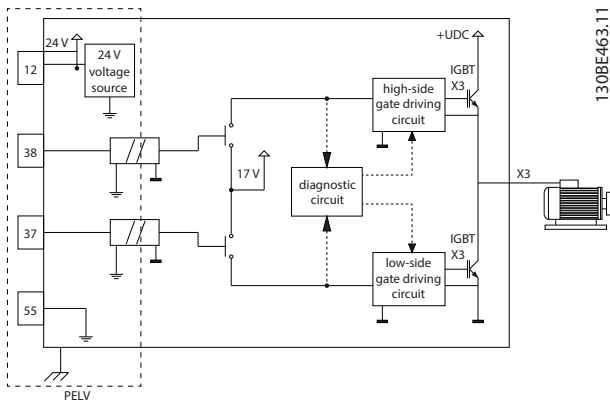 130BE463.11
+UDC
24 V
12
24 V
voltage
source
high-side
gate driving
circuit
IGBT
X3
38
17 V
diagnostic
circuit
X3
37
IGBT
X3
low-side
gate driving
circuit
55
PELV